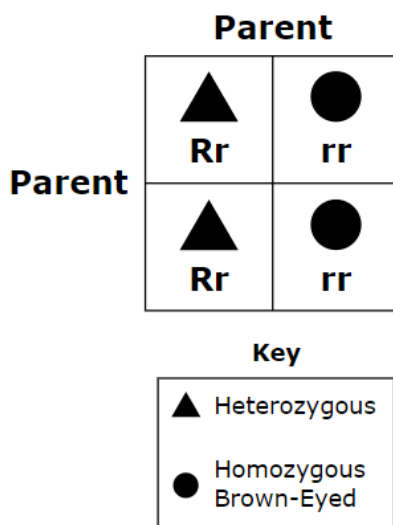 Parent
Rr rr
Parent
Rr rr
Key
Heterozygous
Homozygous
Brown-Eyed